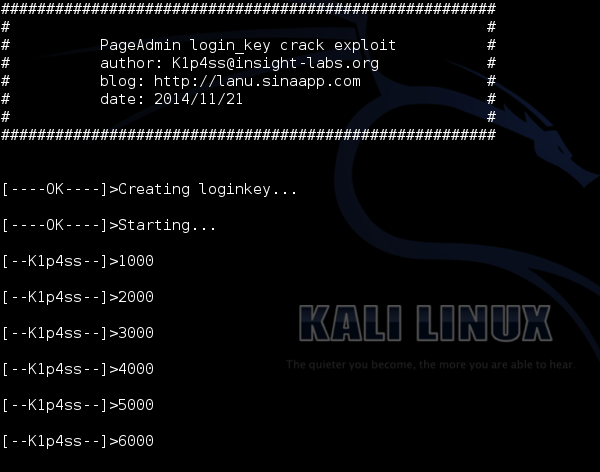 #######################################################
# #
# PageAdmin login_key crack exploit #
# author: K1p4ss@insight-labs.org #
# blog: http://lanu.sinaapp.com #
# date: 2014/11/21 #
# #
#######################################################
[----OK----]>Creating loginkey...
[----OK----]>Starting...
[--K1p4ss--]>1000
[--K1p4ss--]>2000
[--K1p4ss--]>3000
KALI LINUX
The quieter you become, the more you are able to hear.
[--K1p4ss--]>4000
[--K1p4ss--]>5000
[--K1p4ss--]>6000